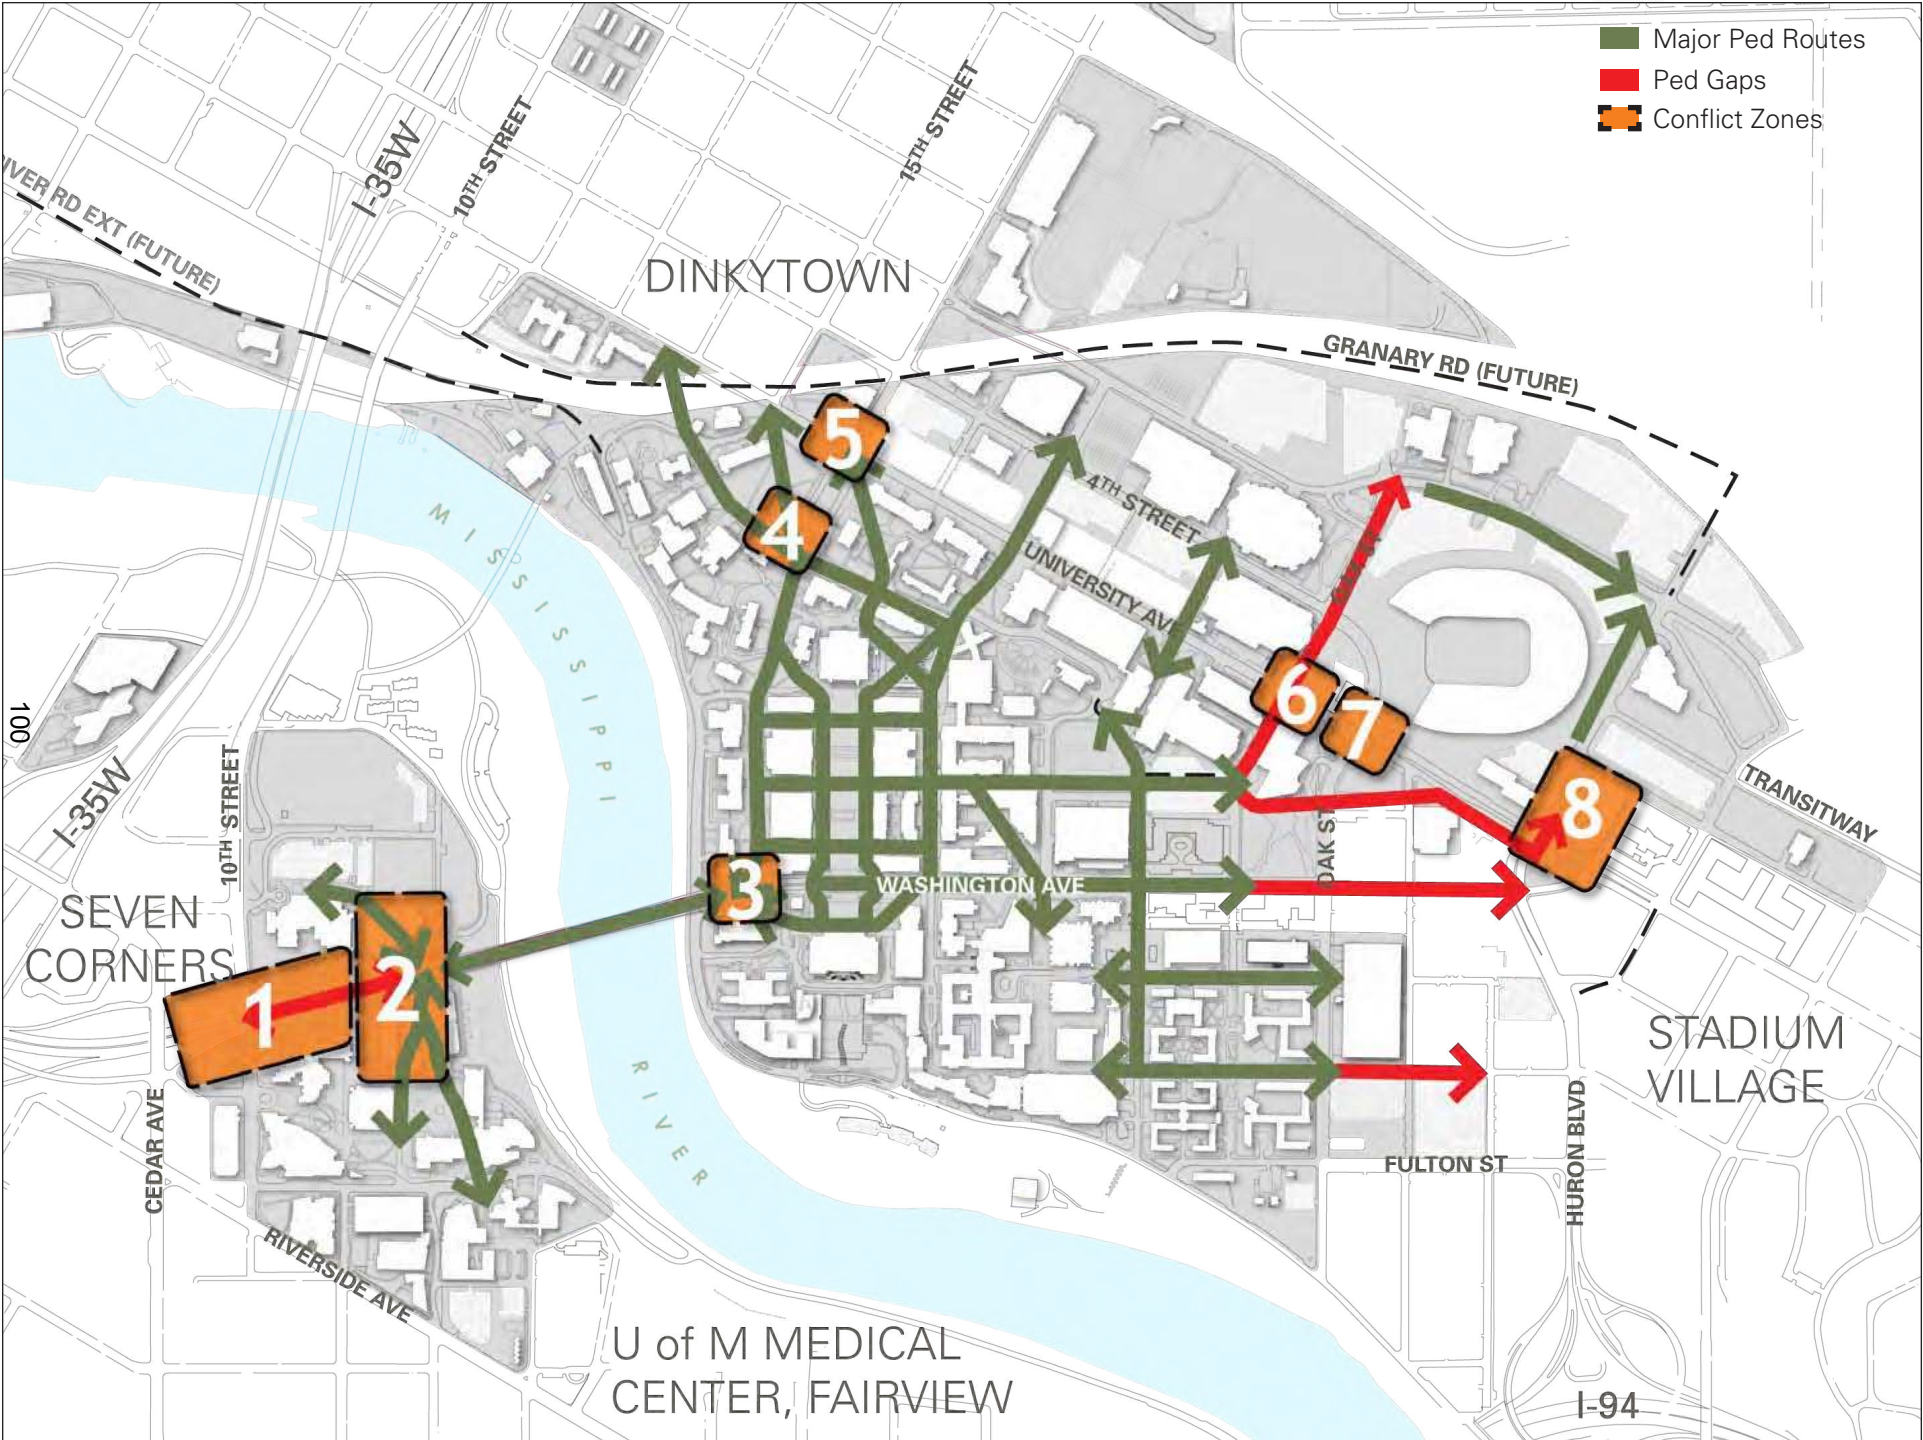 Major Ped Routes
Ped Gaps
Conflict Zones
I-35W
10TH STREET
15TH STREET
IVER RD EXT (FUTURE)
DINKYTOWN
GRANARY RD (FUTURE)
5
4
4TH STREET
UNIVERSITY AVE
MISSISSIPPI
6
7
8
100
I-35W
10TH STREET
OAK ST
TRANSITWAY
3
WASHINGTON AVE
SEVEN
CORNERS
2
1
STADIUM
VILLAGE
RIVER
CEDAR AVE
HURON BLVD
FULTON ST
RIVERSIDE AVE
U of M MEDICAL
CENTER, FAIRVIEW
I-94